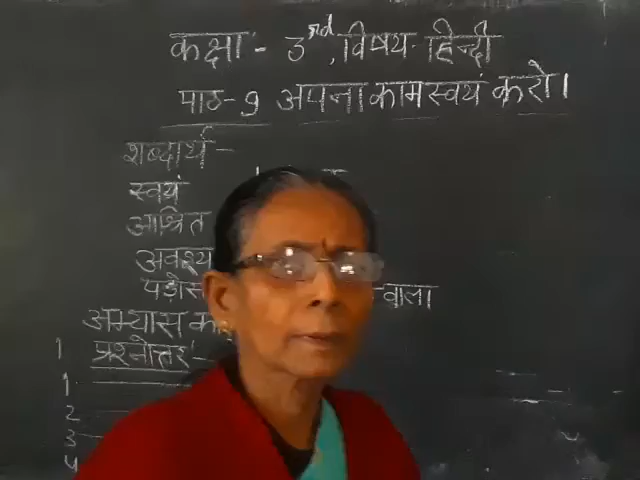 कक्षा - 3rd, विषय - हिन्दी
पाठ - 9 अपना काम स्वयं करो।
शब्दार्थ -
स्वयं
आश्रित
अवश्य
वाला
अभ्यास
1 प्रश्नोत्तर -
1
2
3
4